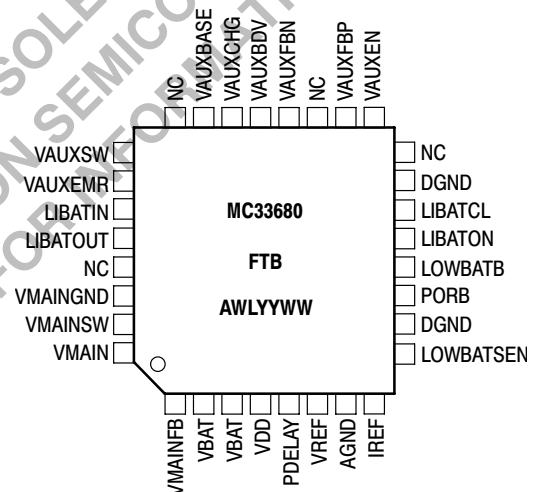 NC
VAUXBASE
VAUXCHG
VAUXBDV
VAUXFBN
NC
VAUXFBP
VAUXEN
VAUXSW
VAUXEMR
LIBATIN
LIBATOUT
NC
VMAINGND
VMAINSW
VMAIN
MC33680
FTB
AWLYYWW
NC
DGND
LIBATCL
LIBATON
LOWBATB
PORB
DGND
LOWBATSEN
VMAINFB
VBAT
VBAT
VDD
PDELAY
VREF
AGND
IREF